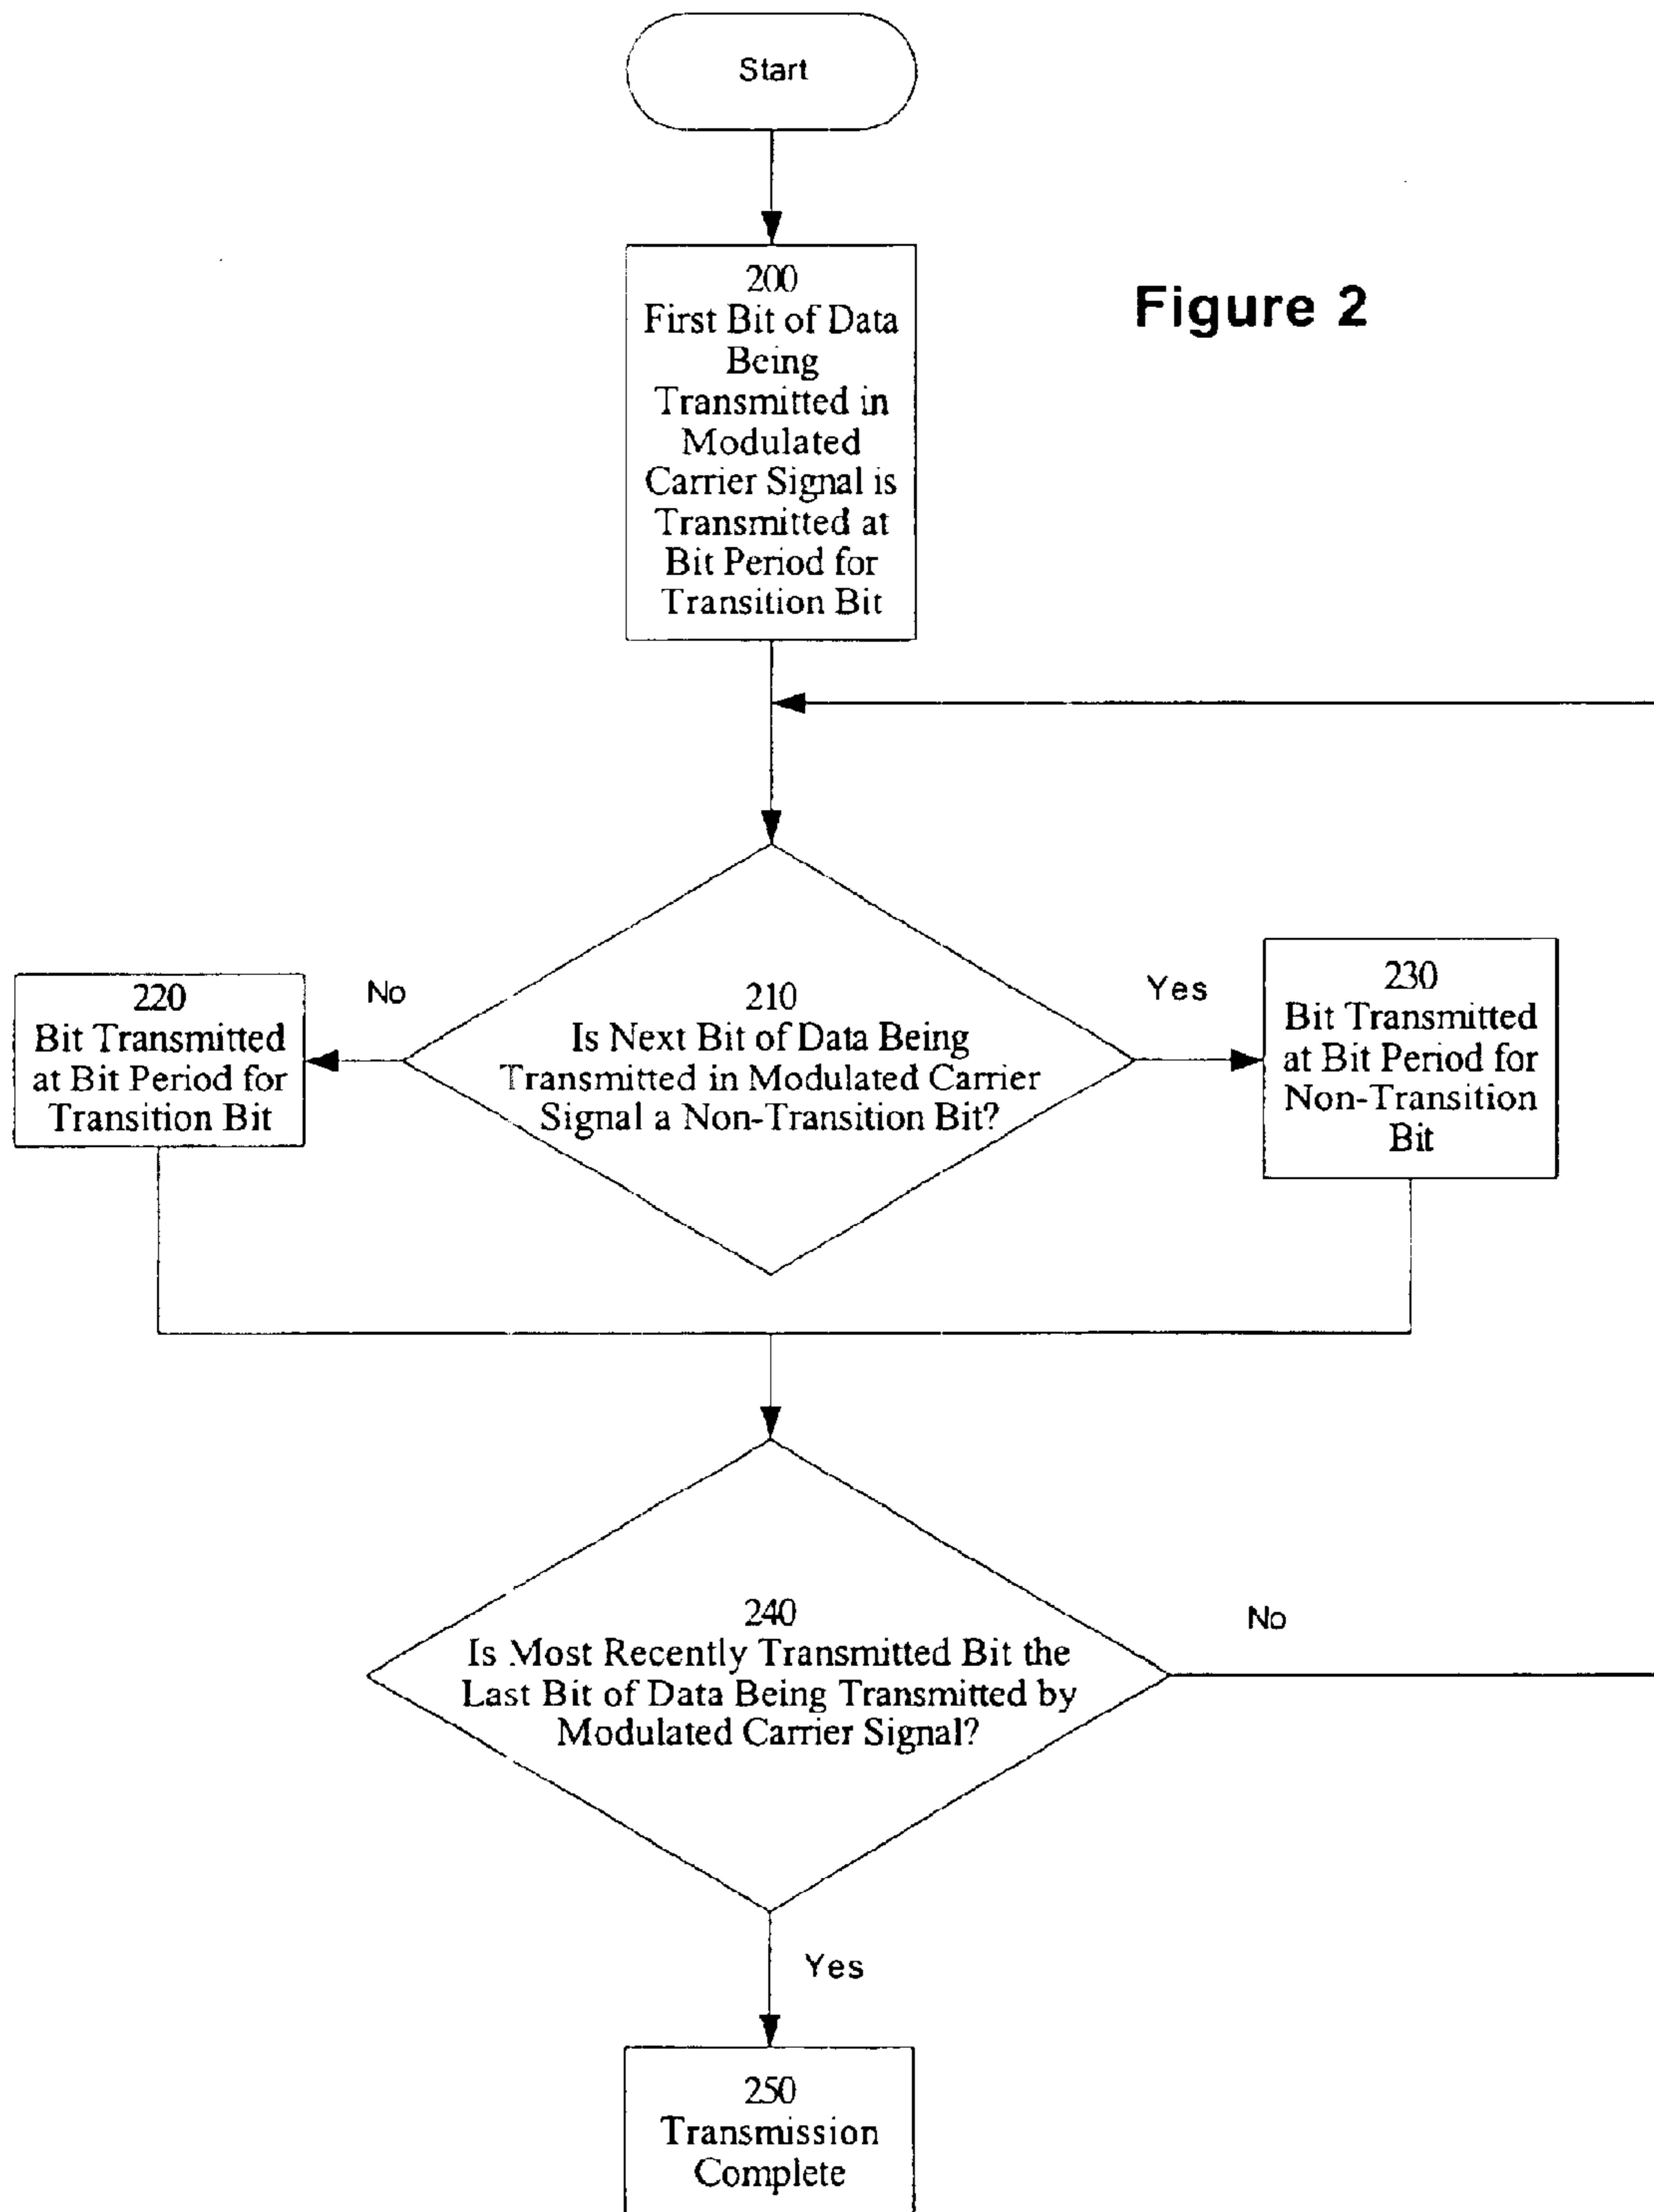 Start
Figure 2
200
First Bit of Data
Being
Transmitted in
Modulated
Carrier Signal is
Transmitted at
Bit Period for
Transition Bit
No
Yes
220
Bit Transmitted
at Bit Period for
Transition Bit
210
Is Next Bit of Data Being
Transmitted in Modulated Carrier
Signal a Non-Transition Bit?
230
Bit Transmitted
at Bit Period for
Non-Transition
Bit
240
Is Most Recently Transmitted Bit the
Last Bit of Data Being Transmitted by
Modulated Carrier Signal?
No
Yes
250
Transmission
Complete